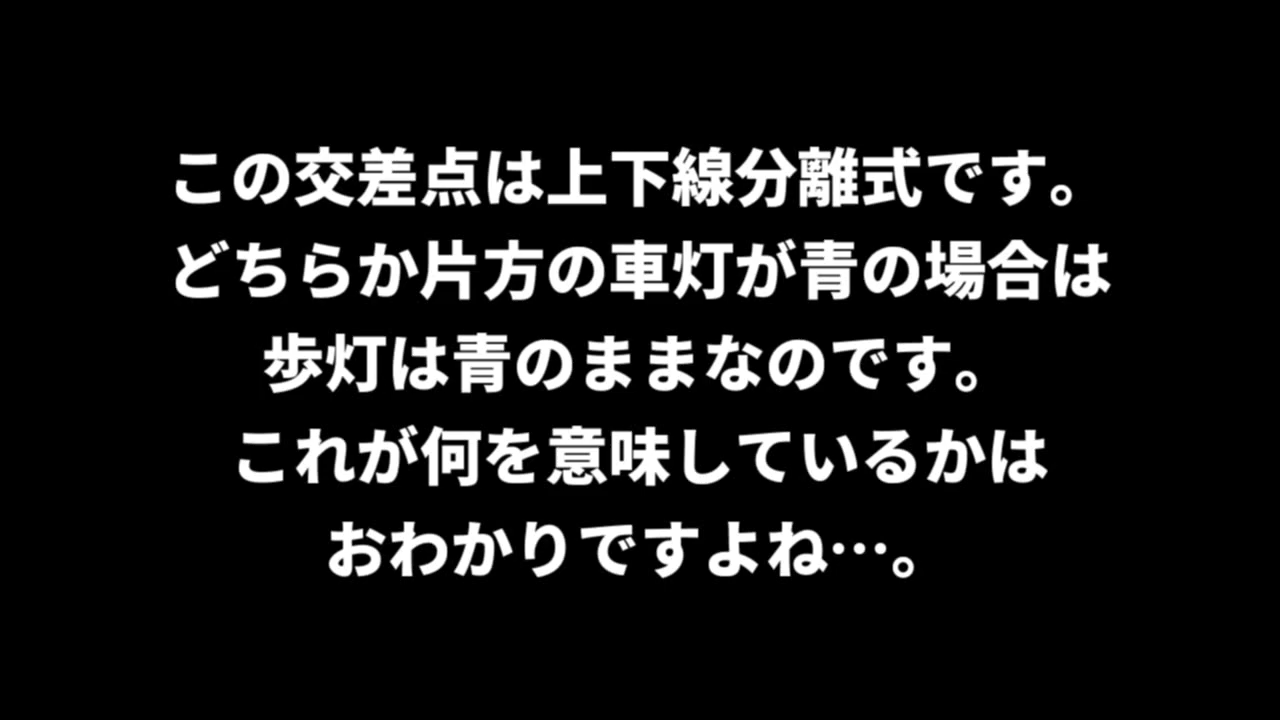 この交差点は上下線分離式です。
どちらか片方の車灯が青の場合は
歩灯は青のままなのです。
これが何を意味しているかは
おわかりですよね…。